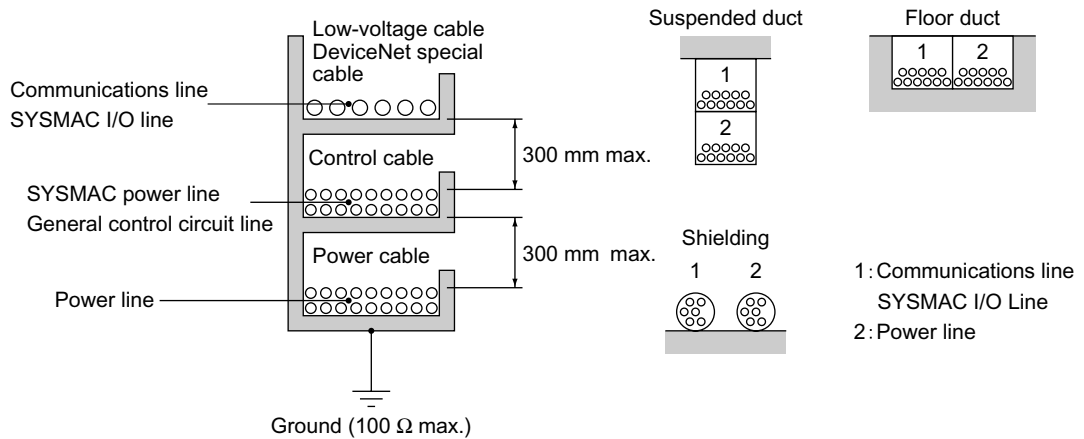 Low-voltage cable
DeviceNet special
cable
Communications line
SYSMAC I/O line
300 mm max.
Control cable
SYSMAC power line
General control circuit line
300 mm  max.
Power cable
Power line
Ground (100 Ω max.)
Suspended duct
1
2
Floor duct
1 2
Shielding
1 2
1: Communications line
SYSMAC I/O Line
2: Power line